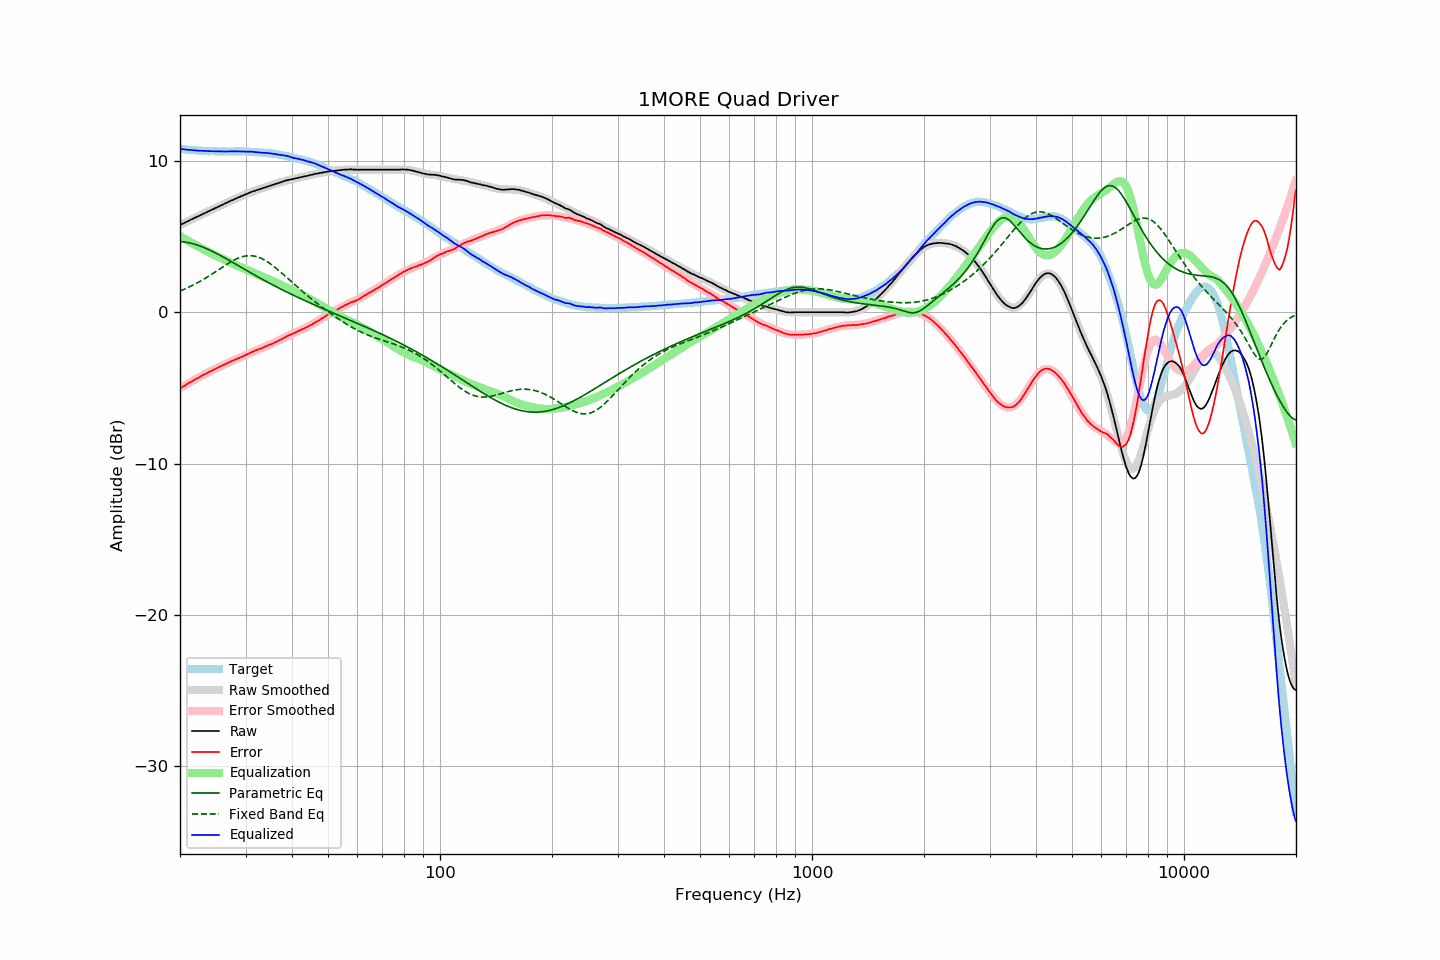 1MORE Quad Driver
Amplitude (dBr)
10
0
−10
−20
−30
Target
Raw Smoothed
Error Smoothed
Raw
Error
Equalization
Parametric Eq
Fixed Band Eq
Equalized
100
1000
10000
Frequency (Hz)